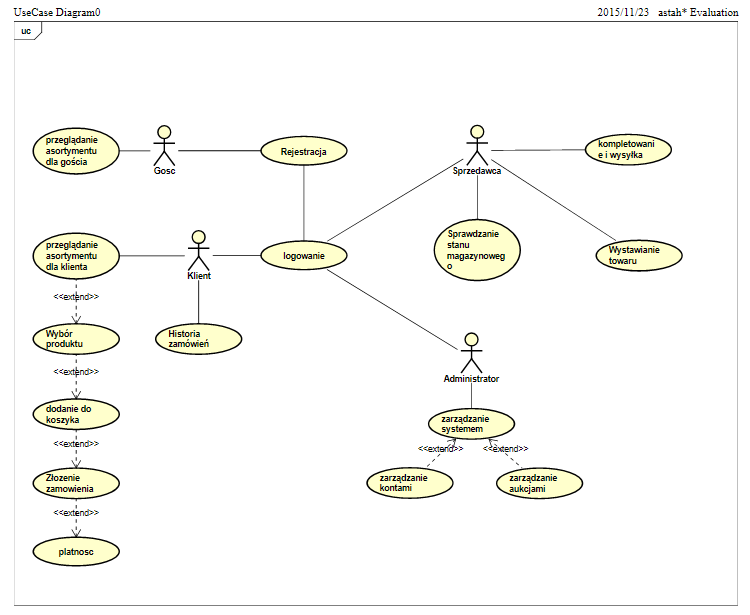 UseCase Diagram0
2015/11/23 astah* Evaluation
uc
przeglądanie
asortymentu
dla gościa
Gosc
Rejestracja
Sprzedawca
kompletowani
e i wysyłka
przeglądanie
asortymentu
dla klienta
Klient
logowanie
Sprawdzanie
stanu
magazynoweg
o
Wystawianie
towaru
<<extend>>
Wybór
produktu
Historia
zamówień
<<extend>>
Administrator
dodanie do
koszyka
zarządzanie
systemem
<<extend>>
<<extend>>
<<extend>>
Złozenie
zamowienia
zarządzanie
kontami
zarządzanie
aukcjami
<<extend>>
platnosc